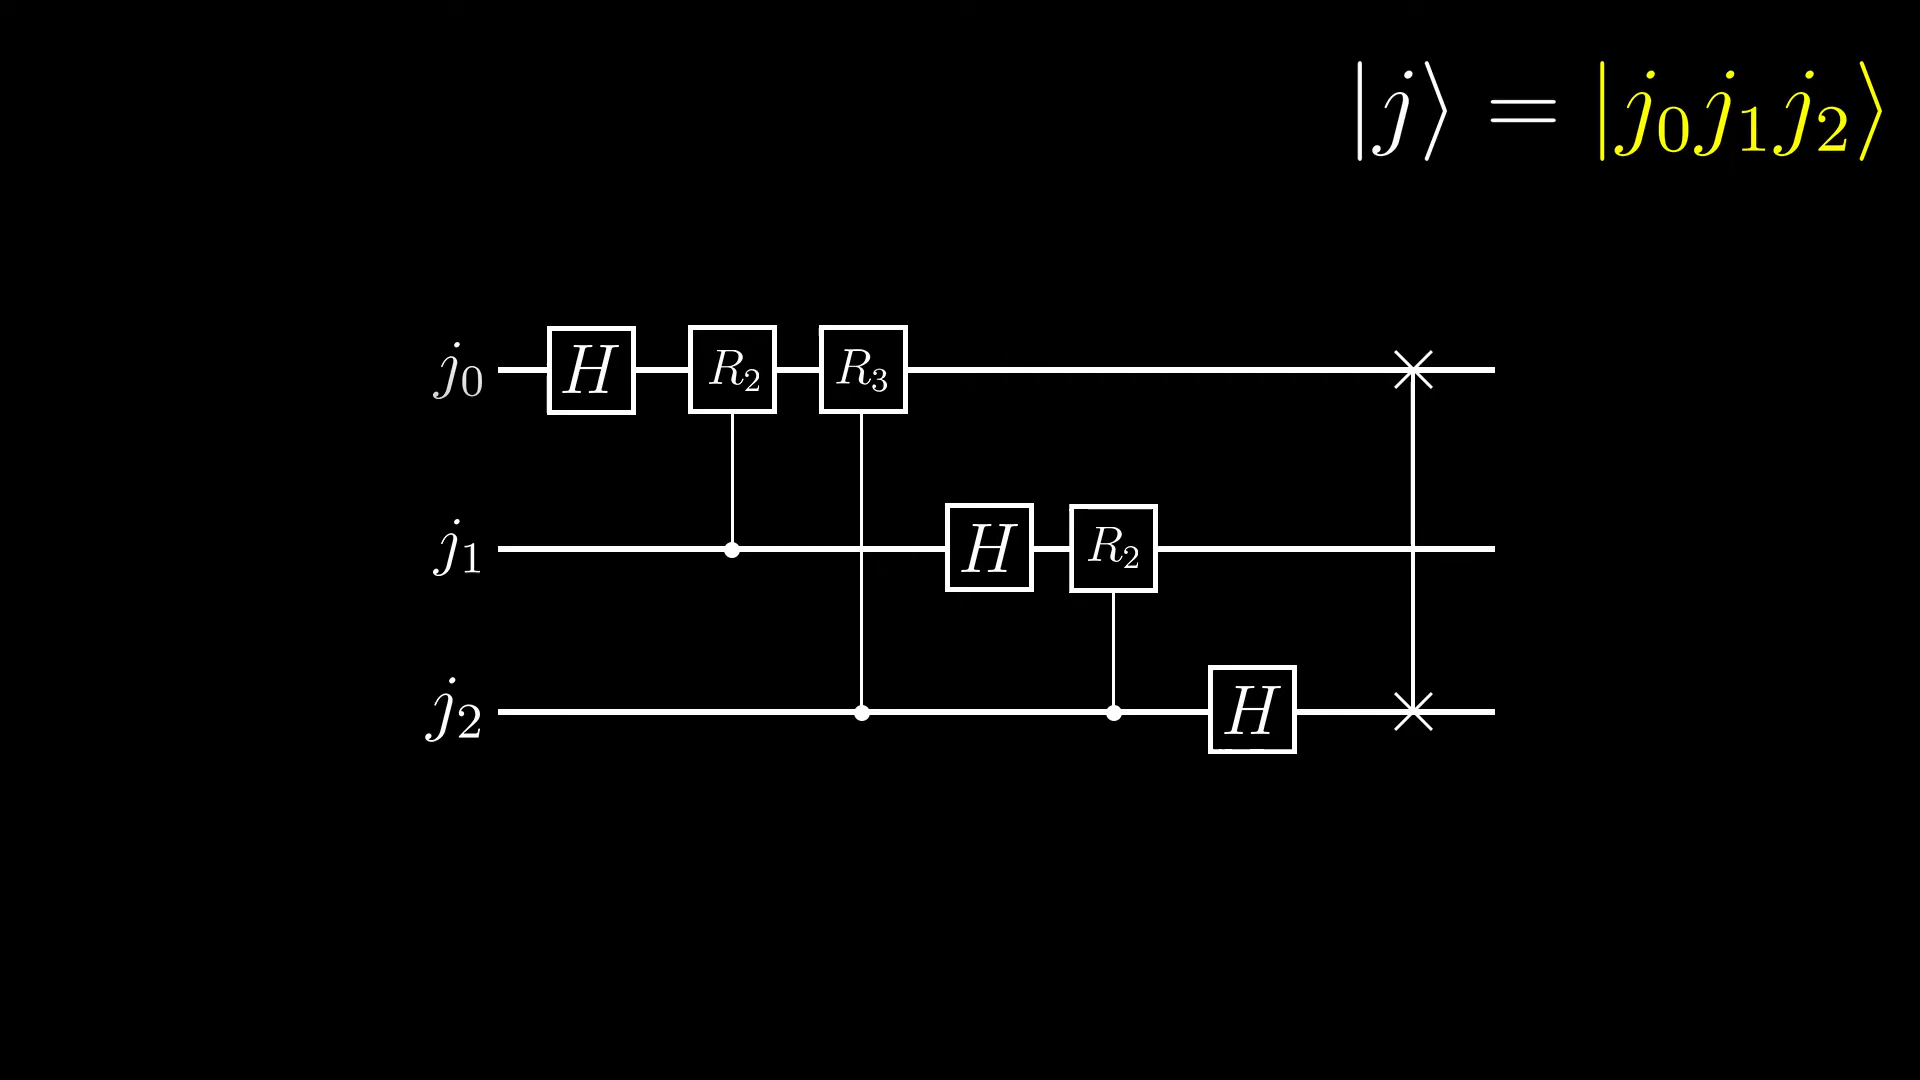 |j⟩ = |j₀j₁j₂⟩
j₀ H R₂ R₃
j₁ H R₂
j₂ H